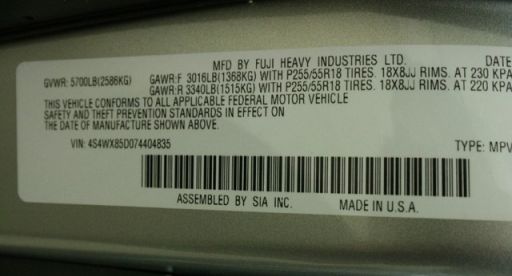 MFD BY FUJI HEAVY INDUSTRIES LTD. DATE
GVWR: 5700LB(2586KG) GAWR:F 3016LB(1368KG) WITH P255/55R18 TIRES. 18X8JJ RIMS. AT 230 KPA
GAWR:R 3340LB(1515KG) WITH P255/55R18 TIRES. 18X8JJ RIMS. AT 220 KPA
THIS VEHICLE CONFORMS TO ALL APPLICABLE FEDERAL MOTOR VEHICLE
SAFETY AND THEFT PREVENTION STANDARDS IN EFFECT ON
THE DATE OF MANUFACTURE SHOWN ABOVE.
VIN: 4S4WX85D074404835 TYPE: MPV
ASSEMBLED BY SIA INC. MADE IN U.S.A.